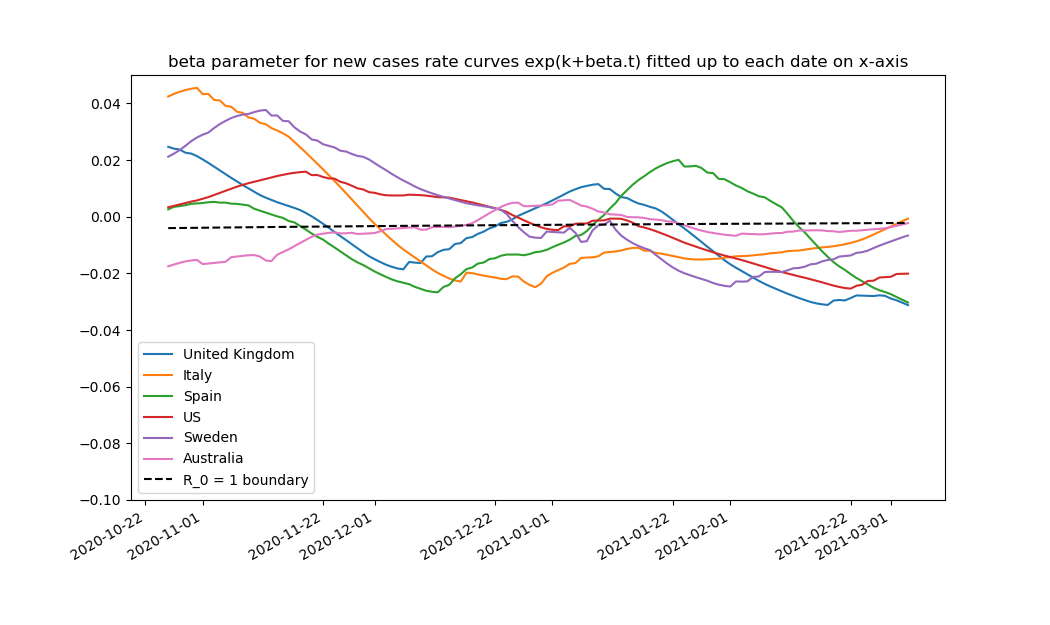 beta parameter for new cases rate curves exp(k+beta.t) fitted up to each date on x-axis
0.04
0.02
0.00
−0.02
−0.04
−0.06
−0.08
−0.10
United Kingdom
Italy
Spain
US
Sweden
Australia
R_0 = 1 boundary
2020-10-22
2020-11-01
2020-11-22
2020-12-01
2020-12-22
2021-01-01
2021-01-22
2021-02-01
2021-02-22
2021-03-01